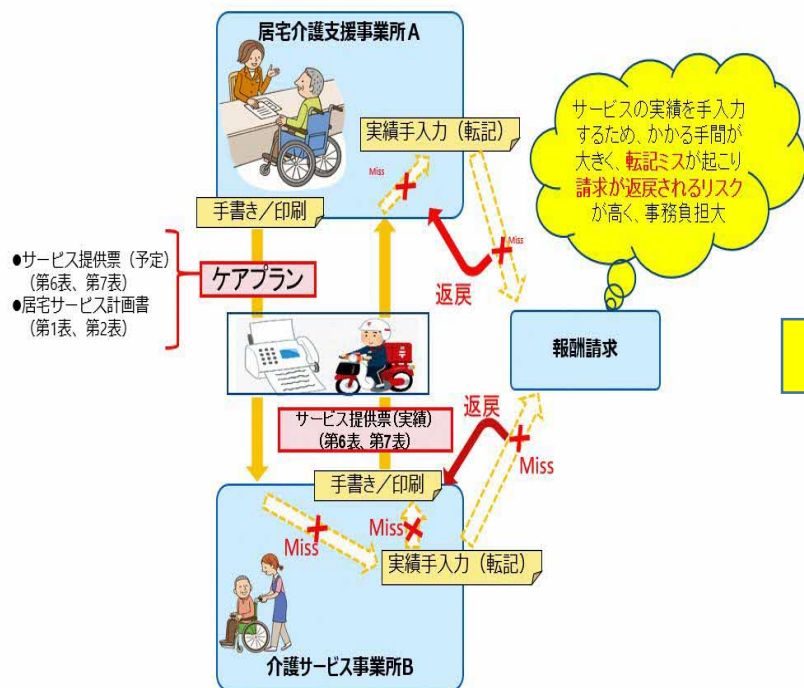 居宅介護支援事業所A
実績手入力（転記）
Miss
Miss
手書き／印刷
サービスの実績を手入力
するため、かかる手間が
大きく、転記ミスが起こり
請求が返戻されるリスク
が高く、事務負担大
●サービス提供票（予定）
（第6表、第7表）
●居宅サービス計画書
（第1表、第2表）
ケアプラン
返戻
報酬請求
サービス提供票(実績)
(第6表、第7表)
返戻
Miss
手書き／印刷
Miss
Miss
実績手入力（転記）
介護サービス事業所B